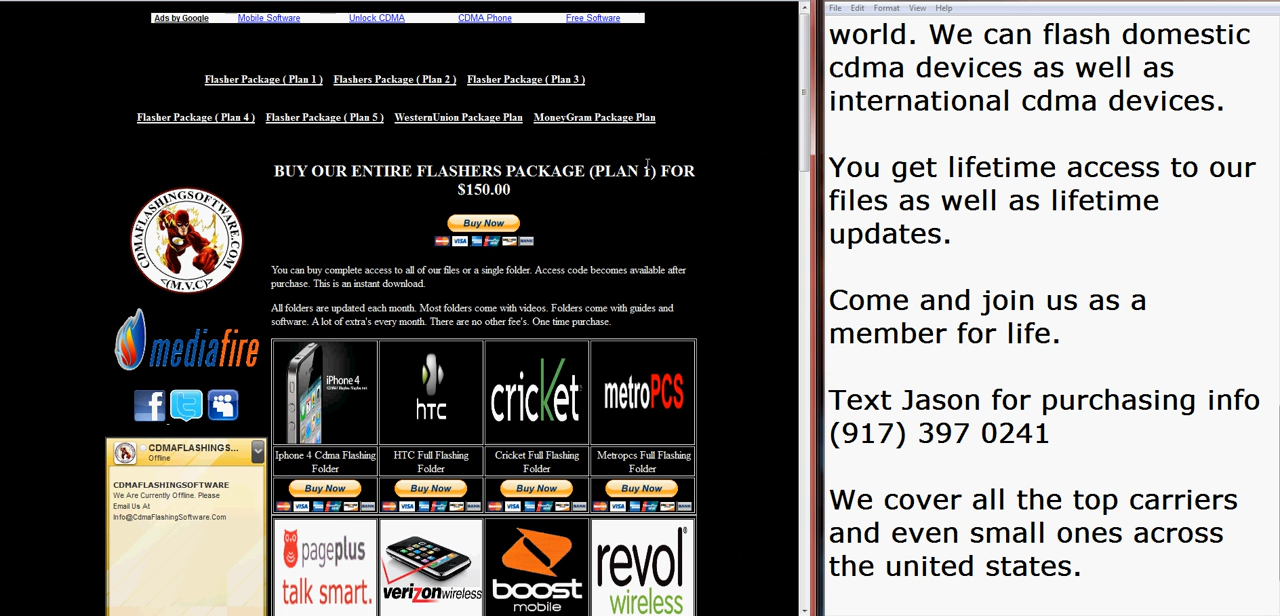 Ads by Google
Mobile Software
Unlock CDMA
CDMA Phone
Free Software
Flasher Package ( Plan 1 )
Flashers Package ( Plan 2 )
Flasher Package ( Plan 3 )
Flasher Package ( Plan 4 )
Flasher Package ( Plan 5 )
WesternUnion Package Plan
MoneyGram Package Plan
BUY OUR ENTIRE FLASHERS PACKAGE (PLAN 1) FOR
$150.00
Buy Now
CDMAFLASHINGSOFTWARE.COM
<(M.V.C)>
mediafire
You can buy complete access to all of our files or a single folder. Access code becomes available after
purchase. This is an instant download.
All folders are updated each month. Most folders come with videos. Folders come with guides and
software. A lot of extra's every month. There are no other fee's. One time purchase.
iPhone 4
htc
cricket
metroPCS
Iphone 4 Cdma Flashing
Folder
HTC Full Flashing
Folder
Cricket Full Flashing
Folder
Metropcs Full Flashing
Folder
Buy Now
Buy Now
Buy Now
Buy Now
CDMAFLASHINGS...
Offline
CDMAFLASHINGSOFTWARE
We Are Currently Offline. Please
Email Us At
Info@CdmaFlashingSoftware.Com
pageplus
talk smart.
verizonwireless
boost
mobile
revol
wireless
File Edit Format View Help
world. We can flash domestic
cdma devices as well as
international cdma devices.
You get lifetime access to our
files as well as lifetime
updates.
Come and join us as a
member for life.
Text Jason for purchasing info
(917) 397 0241
We cover all the top carriers
and even small ones across
the united states.